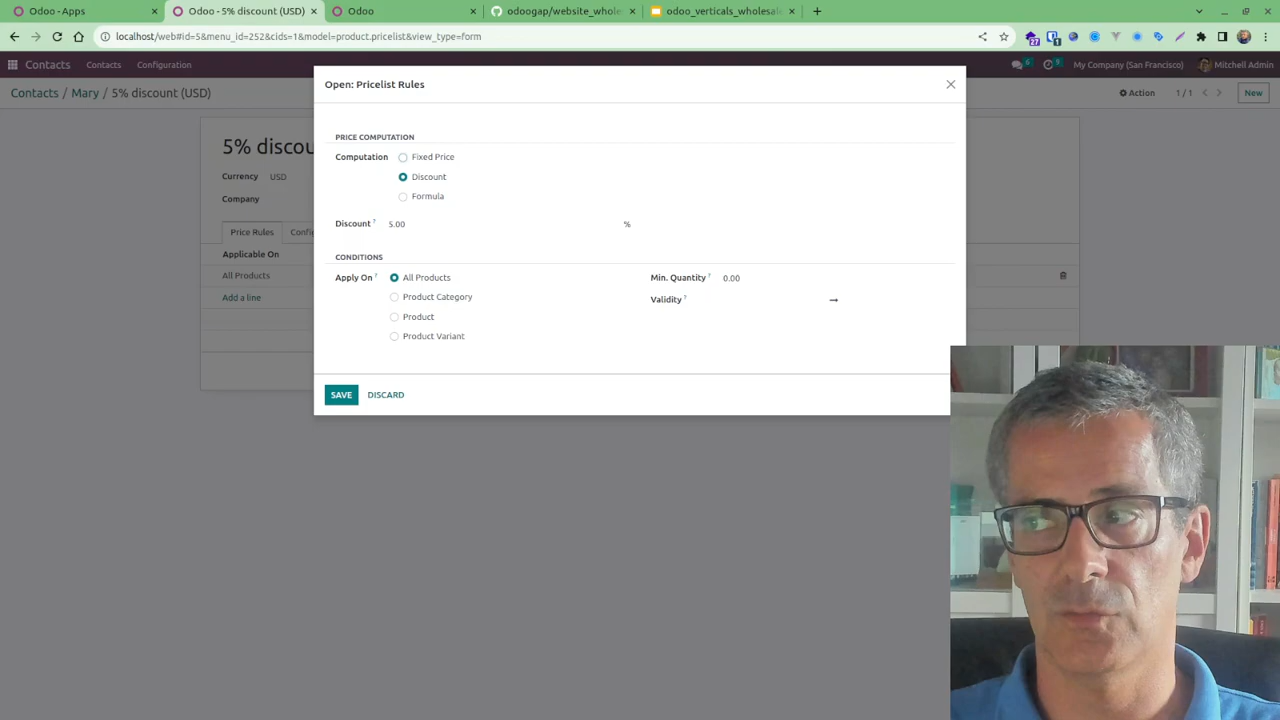 Odoo - Apps
Odoo - 5% discount (USD)
Odoo
odoogap/website_whole
odoo_verticals_wholesal
localhost/web#id=5&menu_id=252&cids=1&model=product.pricelist&view_type=form
Contacts Contacts Configuration
My Company (San Francisco) Mitchell Admin
Contacts / Mary / 5% discount (USD)
Action 1 / 1 New
Open: Pricelist Rules
5% discou
Currency USD
Company
Price Rules Config
Applicable On
All Products
Add a line
PRICE COMPUTATION
Computation Fixed Price
Discount
Formula
Discount ? 5.00 %
CONDITIONS
Apply On ? All Products
Product Category
Product
Product Variant
Min. Quantity ? 0.00
Validity ? →
SAVE DISCARD